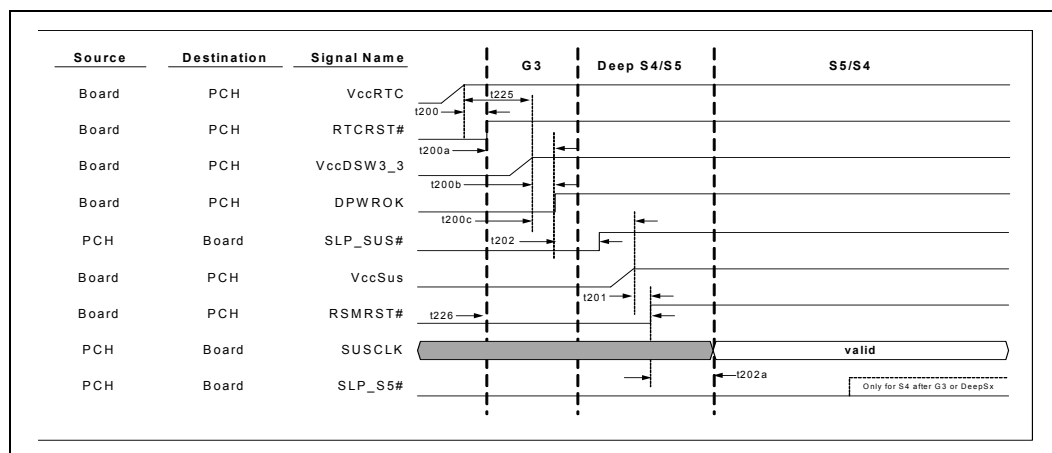 Source Destination Signal Name G3 Deep S4/S5 S5/S4
Board PCH VccRTC
t225
t200
Board PCH RTCRST#
t200a
Board PCH VccDSW3_3
t200b
Board PCH DPWROK
t200c
PCH Board SLP_SUS# t202
Board PCH VccSus
t201
Board PCH RSMRST# t226
PCH Board SUSCLK valid
t202a
PCH Board SLP_S5# Only for S4 after G3 or DeepSx